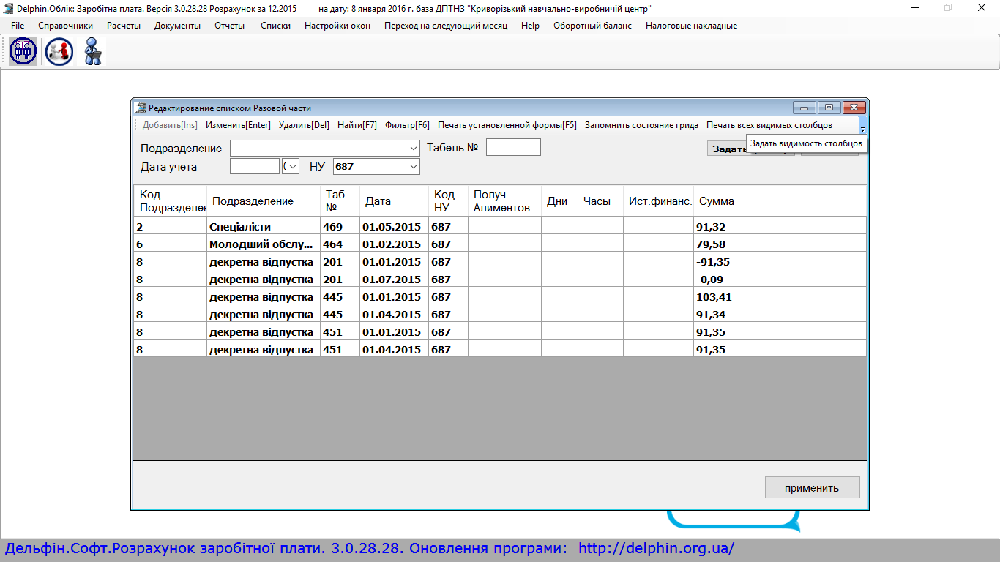 Delphin.Облік: Заробітна плата. Версія 3.0.28.28 Розрахунок за 12.2015 на дату: 8 января 2016 г. база ДПТНЗ "Криворізький навчально-виробничій центр"
File Справочники Расчеты Документы Отчеты Списки Настройки окон Переход на следующий месяц Help Оборотный баланс Налоговые накладные
Редактирование списком Разовой части
Добавить[Ins] Изменить[Enter] Удалить[Del] Найти[F7] Фильтр[F6] Печать установленной формы[F5] Запомнить состояние грида Печать всех видимых столбцов
Задать видимость столбцов
Подразделение Табель № Задать
Дата учета НУ 687
Код Подразделен Подразделение Таб. № Дата Код НУ Получ. Алиментов Дни Часы Ист.финанс. Сумма
2 Спеціалісти 469 01.05.2015 687 91,32
6 Молодший обслу... 464 01.02.2015 687 79,58
8 декретна відпустка 201 01.01.2015 687 -91,35
8 декретна відпустка 201 01.07.2015 687 -0,09
8 декретна відпустка 445 01.01.2015 687 103,41
8 декретна відпустка 445 01.04.2015 687 91,34
8 декретна відпустка 451 01.01.2015 687 91,35
8 декретна відпустка 451 01.04.2015 687 91,35
применить
Дельфін.Софт.Розрахунок заробітної плати. 3.0.28.28. Оновлення програми: http://delphin.org.ua/